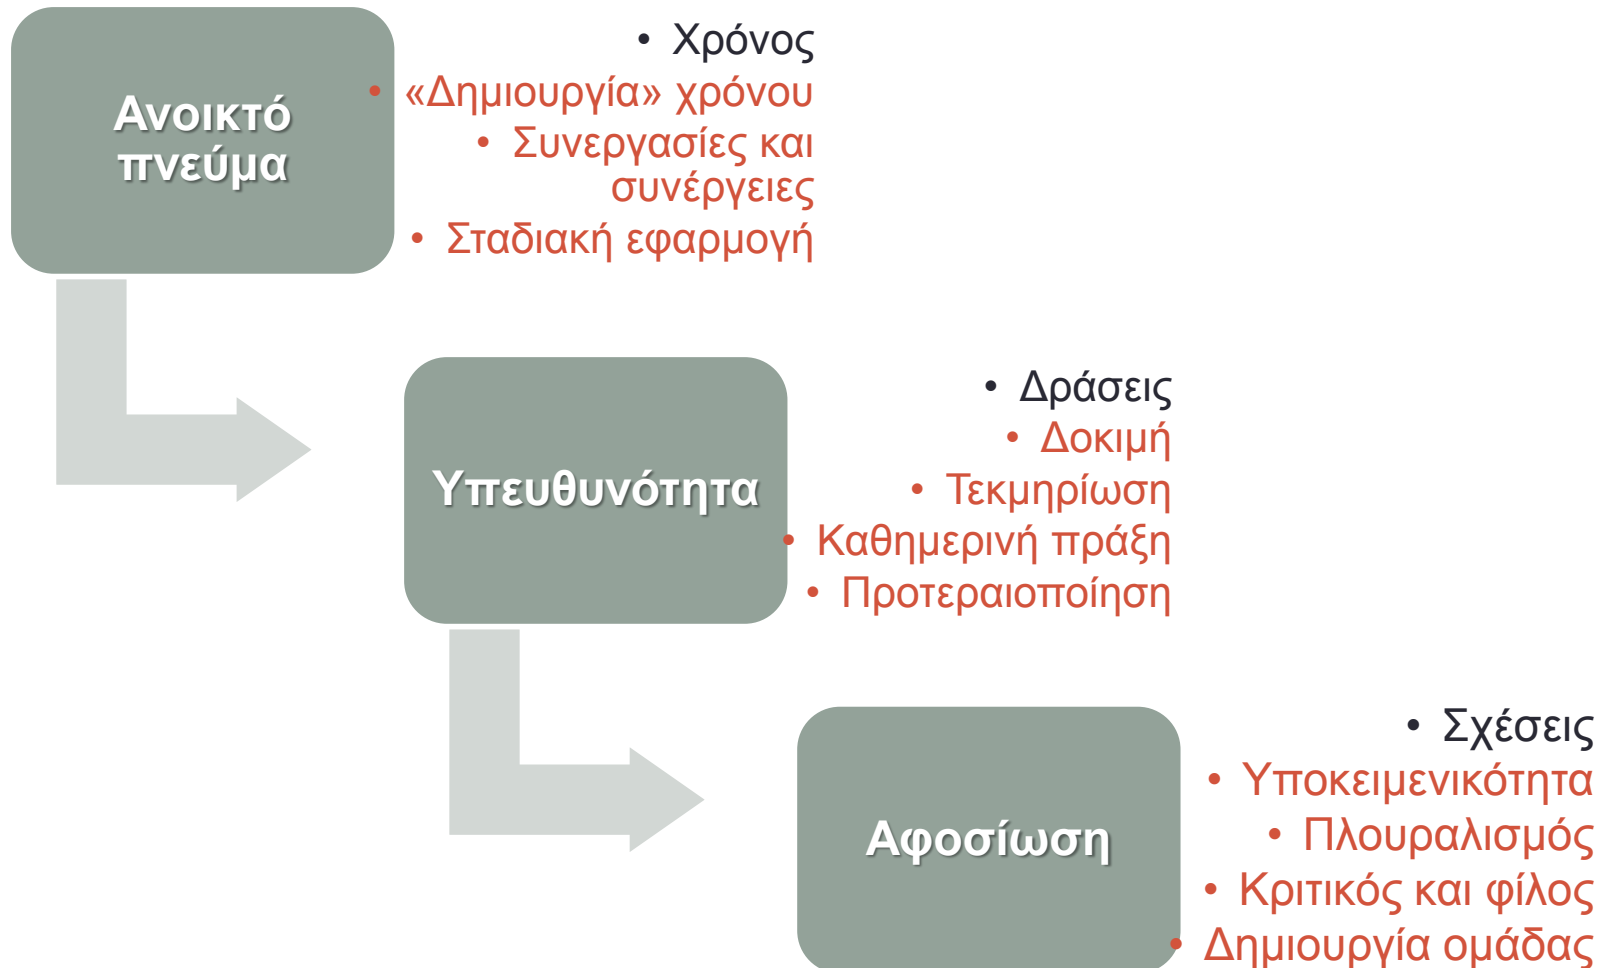 Ανοικτό
πνεύμα
• Χρόνος
• «Δημιουργία» χρόνου
• Συνεργασίες και
συνέργειες
• Σταδιακή εφαρμογή
Υπευθυνότητα
• Δράσεις
• Δοκιμή
• Τεκμηρίωση
• Καθημερινή πράξη
• Προτεραιοποίηση
Αφοσίωση
• Σχέσεις
• Υποκειμενικότητα
• Πλουραλισμός
• Κριτικός και φίλος
• Δημιουργία ομάδας